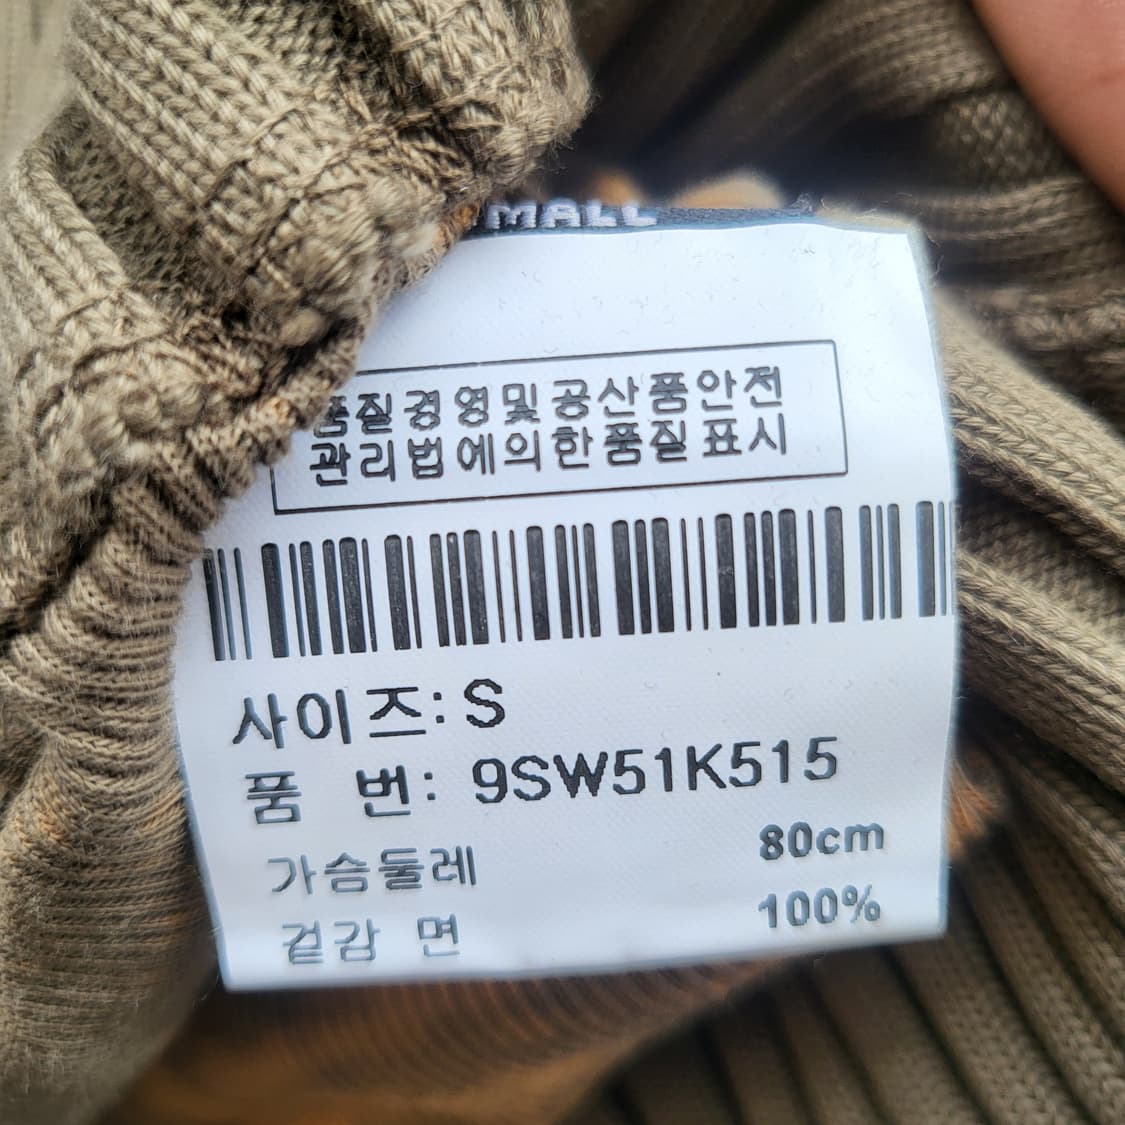 MALL
품질경영및공산품안전
관리법에의한품질표시
사이즈: S
품 번: 9SW51K515
가슴둘레 80cm
겉감 면 100%